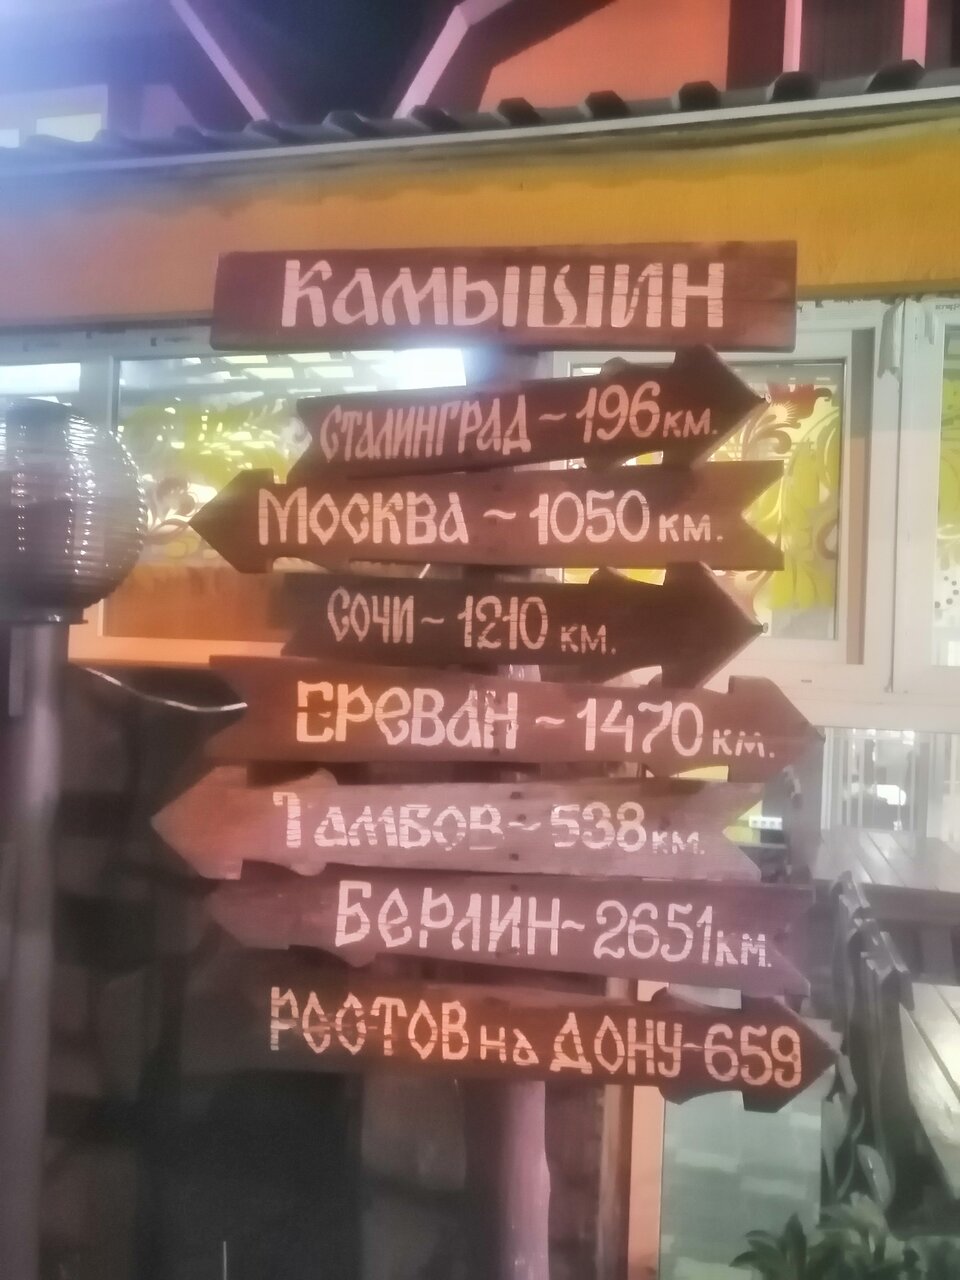 Камышин
Сталинград ~ 196 км.
Москва ~ 1050 км.
Сочи ~ 1210 км.
Ереван ~ 1470 км.
Тамбов ~ 538 км.
Берлин ~ 2651 км.
Ростов на Дону - 659